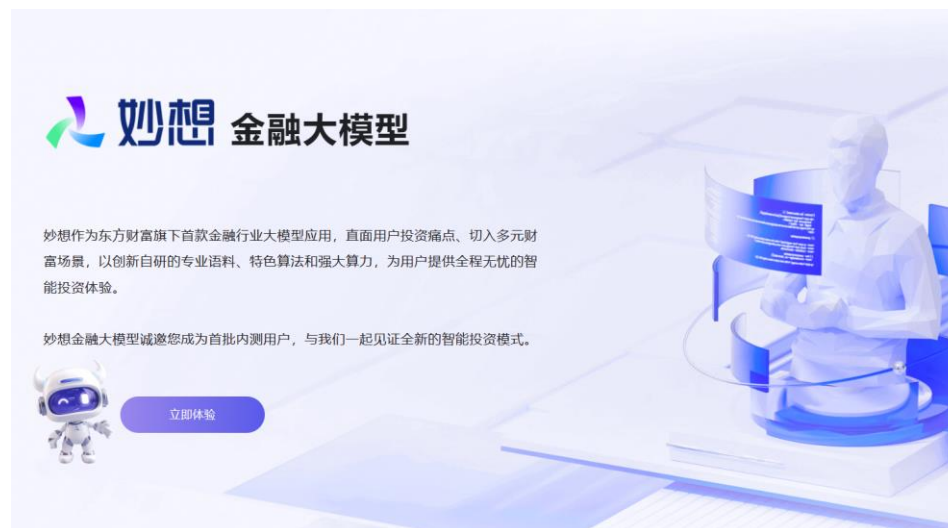 妙想 金融大模型
妙想作为东方财富旗下首款金融行业大模型应用，直面用户投资痛点、切入多元财
富场景，以创新自研的专业语料、特色算法和强大算力，为用户提供全程无忧的智
能投资体验。
妙想金融大模型诚邀您成为首批内测用户，与我们一起见证全新的智能投资模式。
立即体验